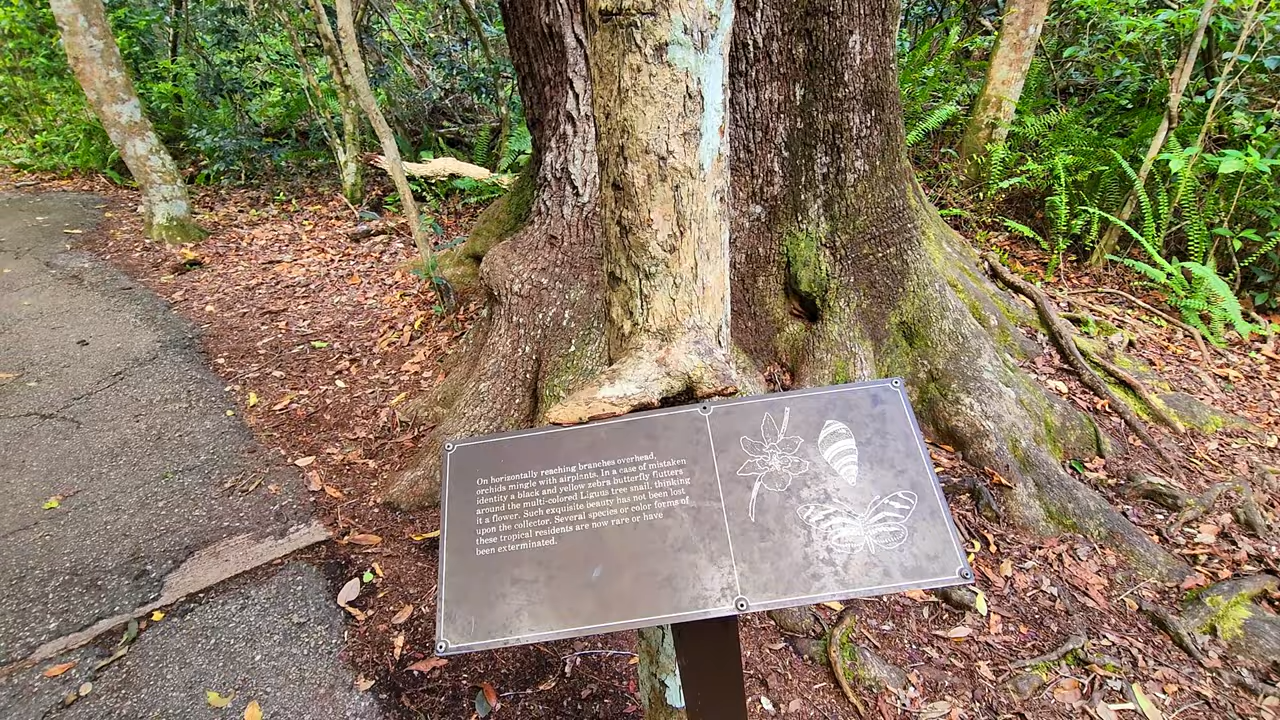 On horizontally reaching branches overhead,
orchids mingle with airplants. In a case of mistaken
identity a black and yellow zebra butterfly flutters
around the multi-colored Liguus tree snail, thinking
it a flower. Such exquisite beauty has not been lost
upon the collector. Several species or color forms of
these tropical residents are now rare or have
been exterminated.